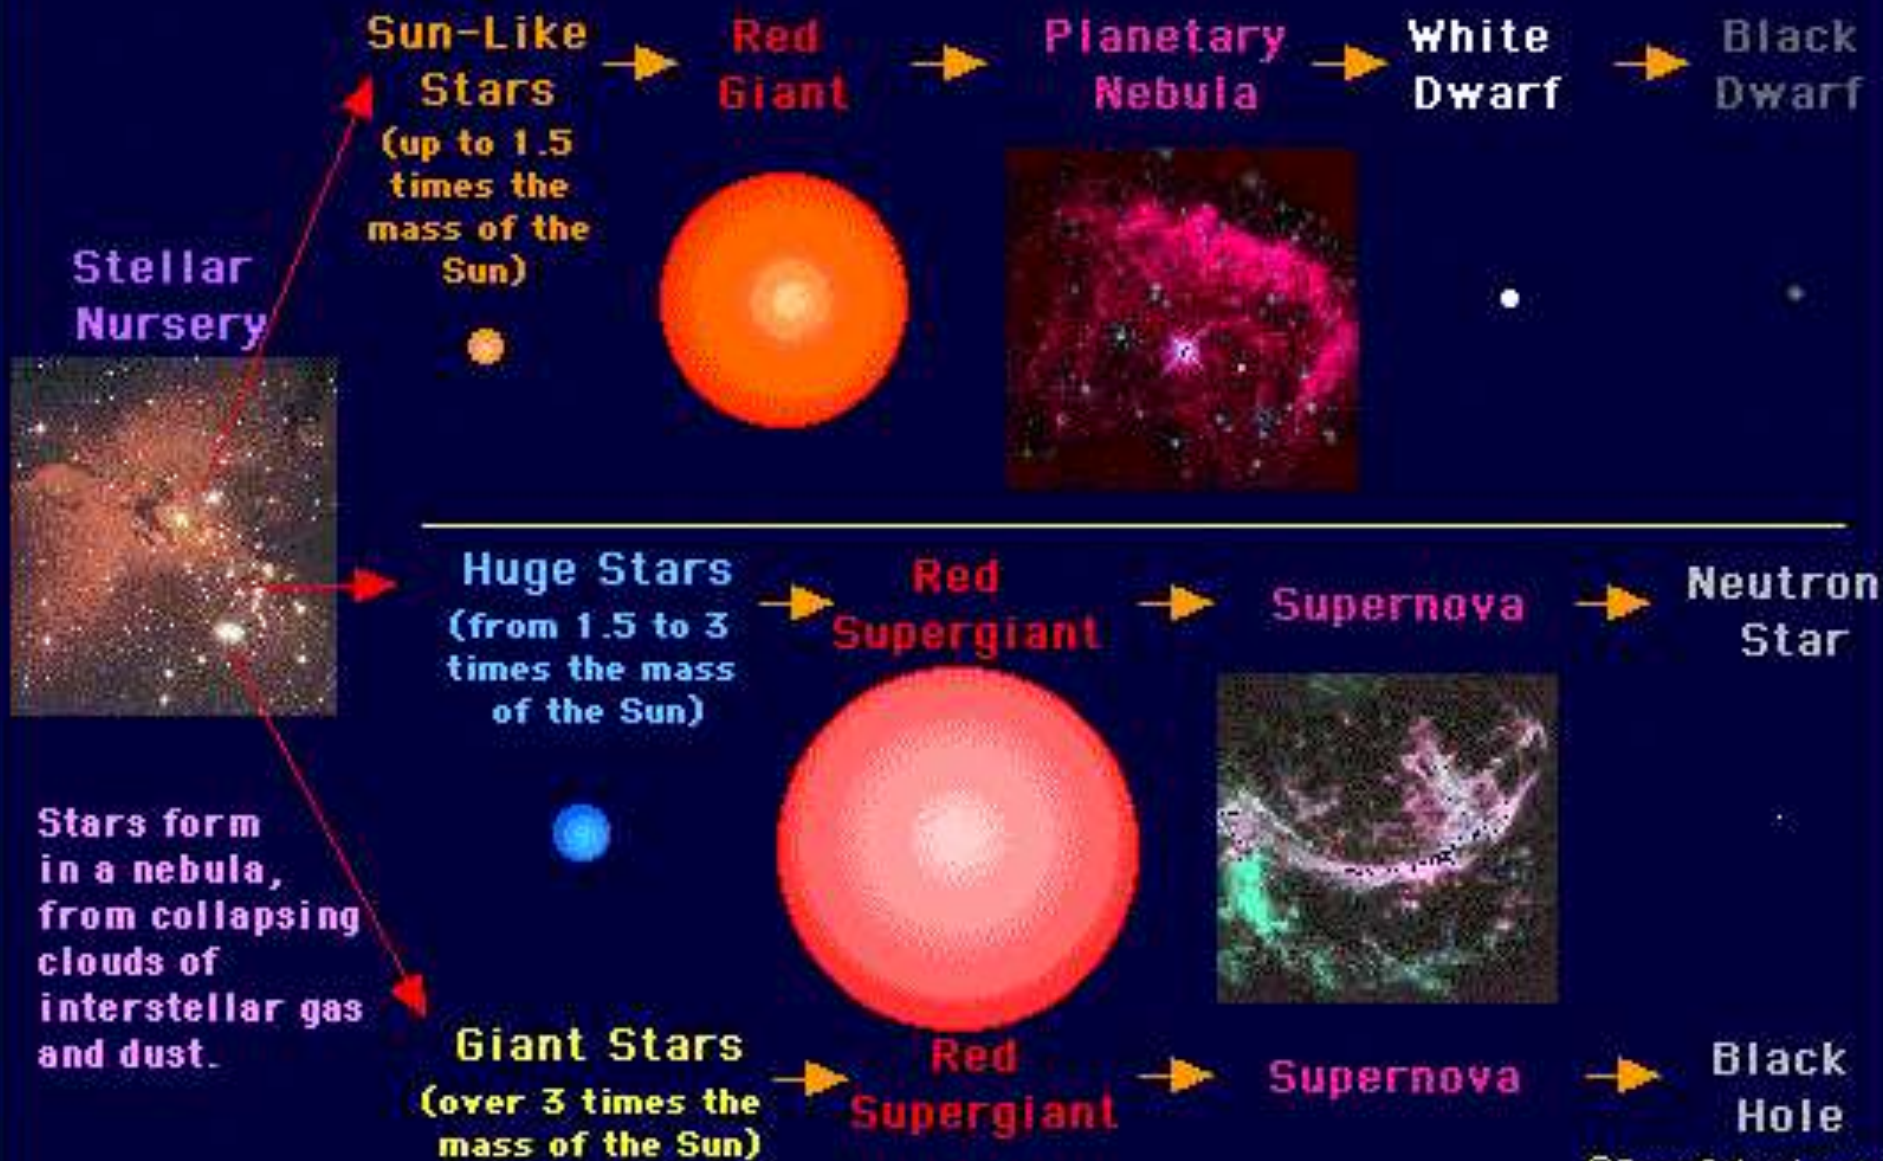 Sun-Like
Stars
(up to 1.5
times the
mass of the
Sun)
Red
Giant
Planetary
Nebula
White
Dwarf
Black
Dwarf
Stellar
Nursery
Huge Stars
(from 1.5 to 3
times the mass
of the Sun)
Red
Supergiant
Supernova
Neutron
Star
Stars form
in a nebula,
from collapsing
clouds of
interstellar gas
and dust.
Giant Stars
(over 3 times the
mass of the Sun)
Red
Supergiant
Supernova
Black
Hole